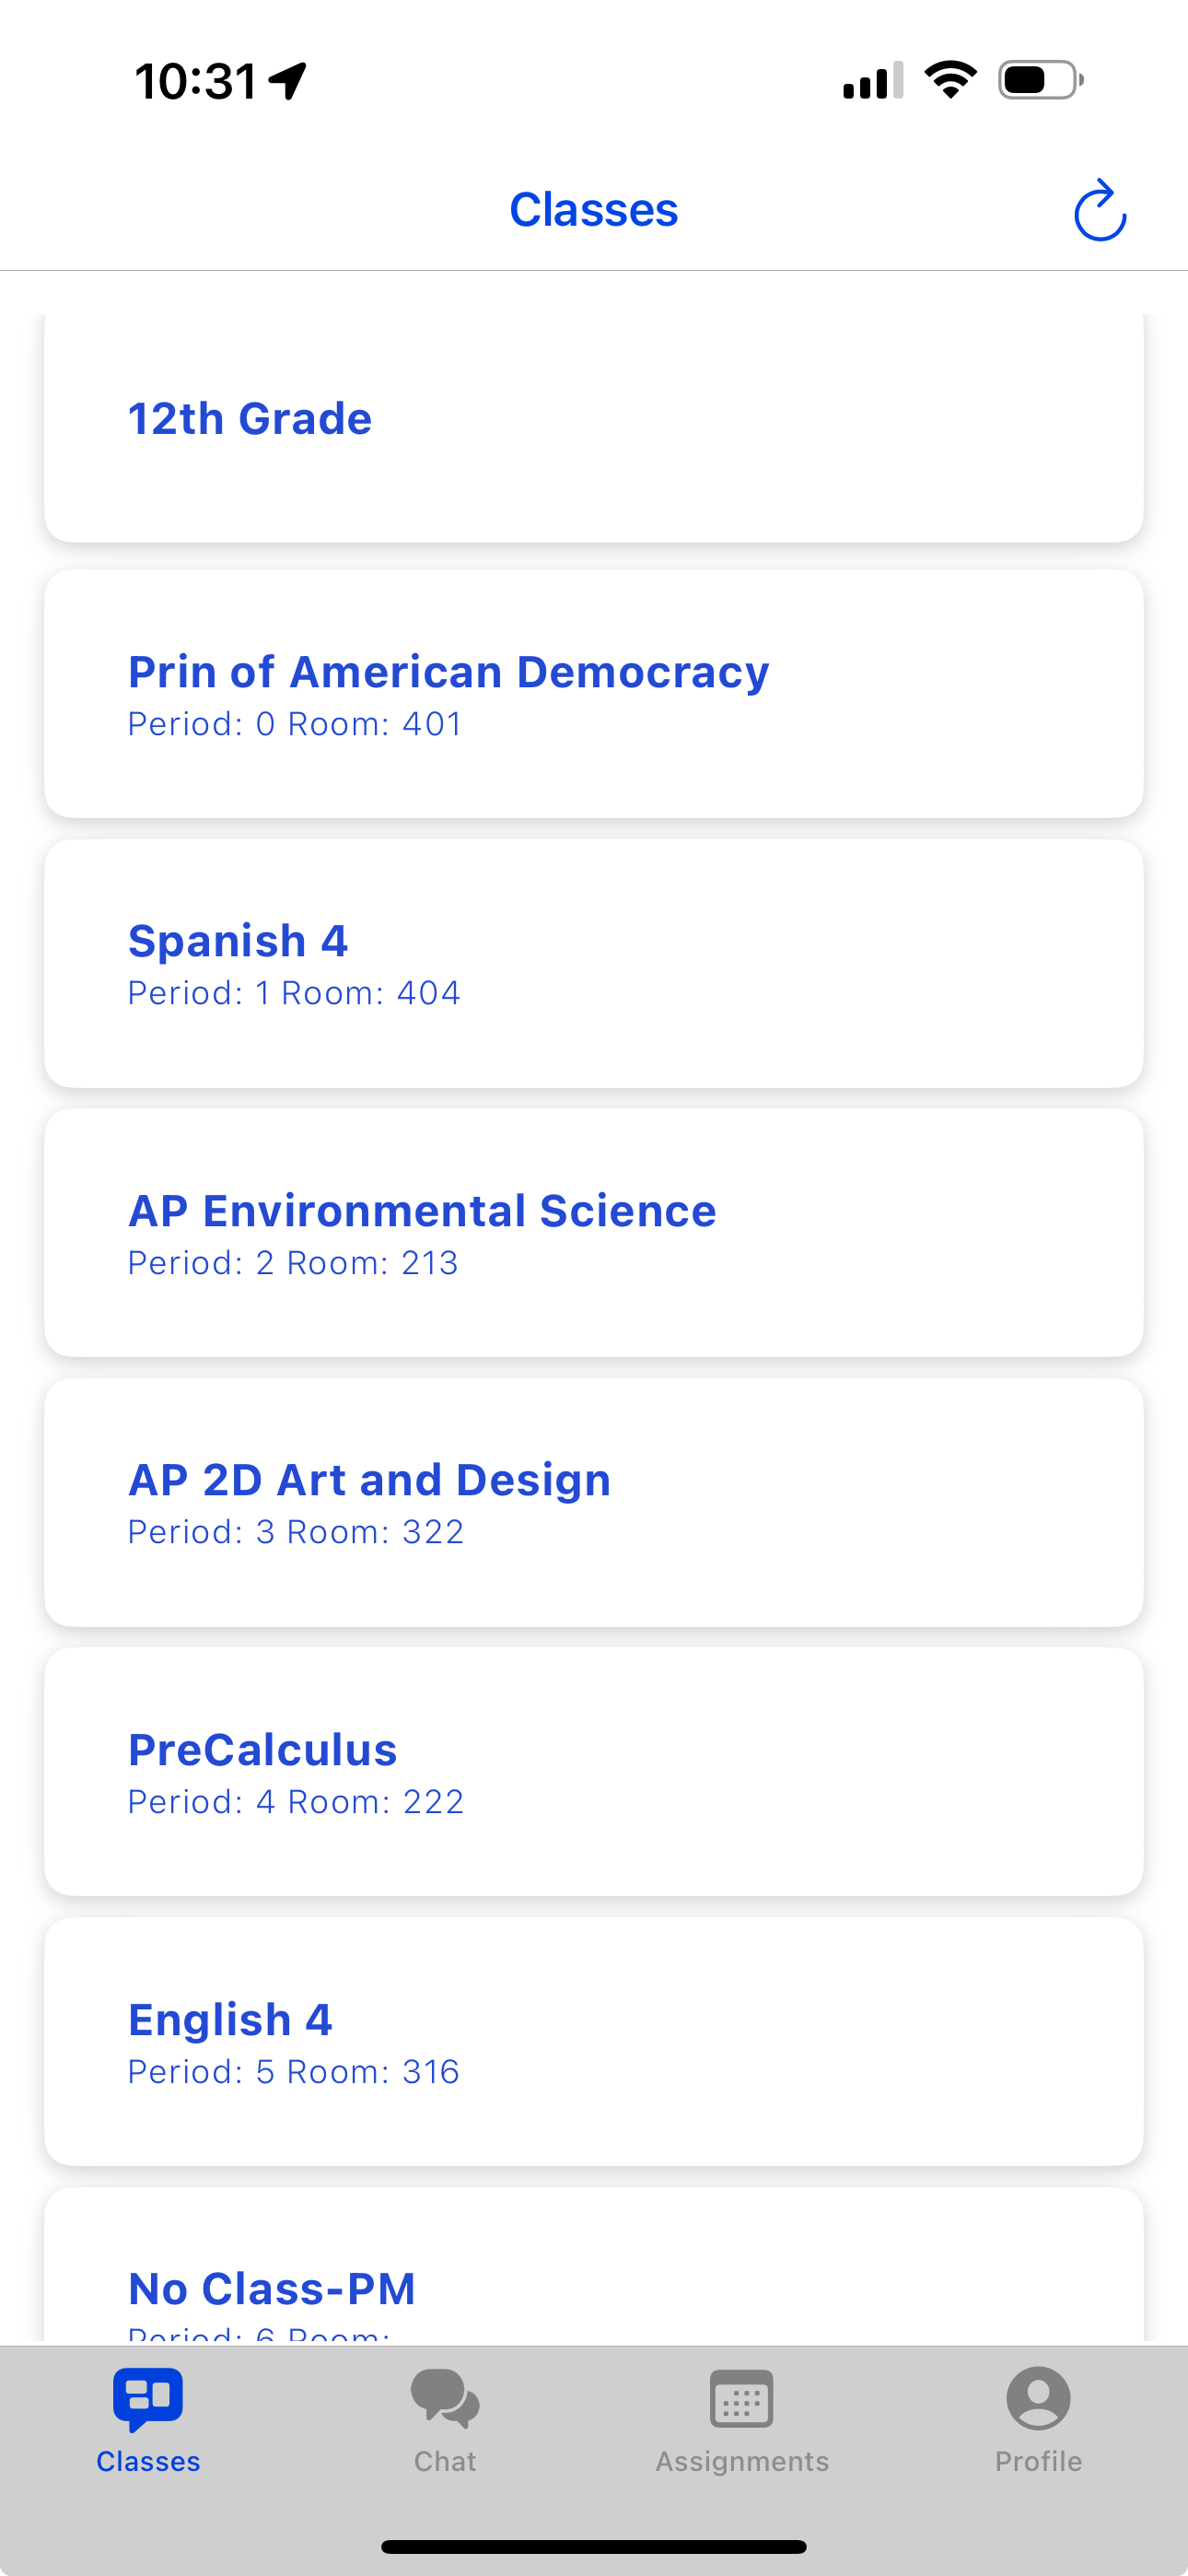 10:31
Classes
12th Grade
Prin of American Democracy
Period: 0 Room: 401
Spanish 4
Period: 1 Room: 404
AP Environmental Science
Period: 2 Room: 213
AP 2D Art and Design
Period: 3 Room: 322
PreCalculus
Period: 4 Room: 222
English 4
Period: 5 Room: 316
No Class-PM
Period: 6 Room:
Classes
Chat
Assignments
Profile